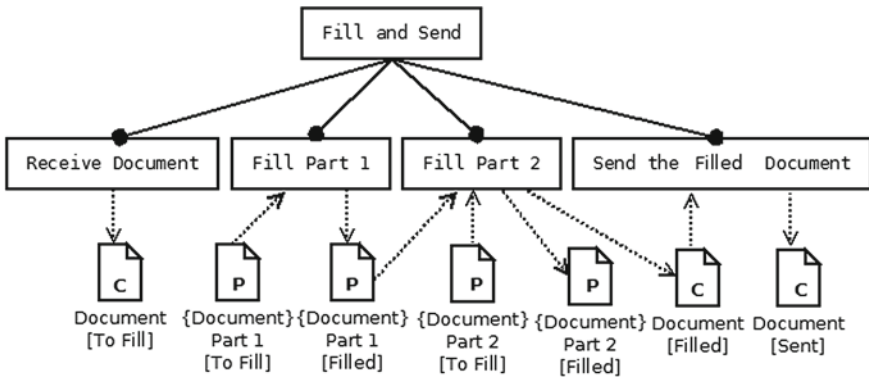 Fill and Send
Receive Document
Fill Part 1
Fill Part 2
Send the Filled Document
C
P
P
P
P
C
C
Document
[To Fill]
{Document}
Part 1
[To Fill]
{Document}
Part 1
[Filled]
{Document}
Part 2
[To Fill]
{Document}
Part 2
[Filled]
Document
[Filled]
Document
[Sent]